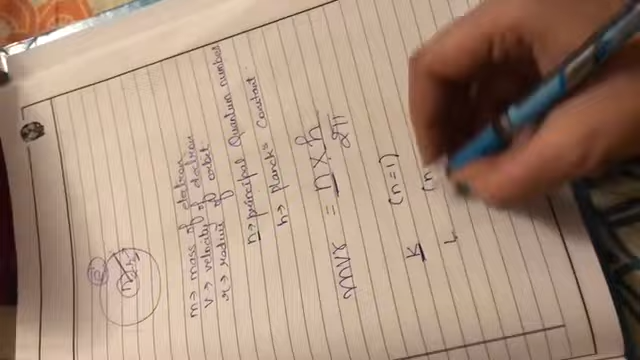 m → mass of electron
v → velocity of electron
r → radius of orbit
n → principal Quantum number
h → planck's Constant
mvr = n × h / 2π
K (n=1)
L (n